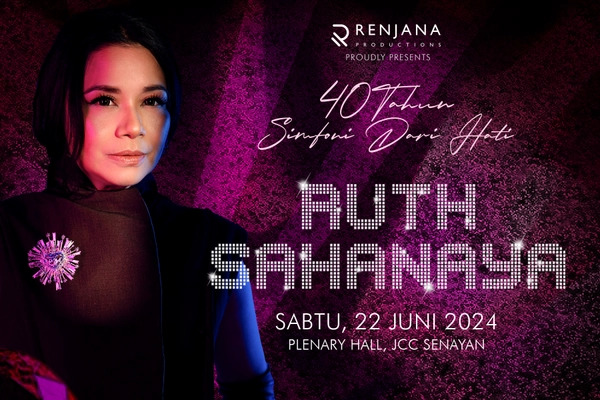 RENJANA
PRODUCTIONS
PROUDLY PRESENTS
40 Tahun
Simfoni Dari Hati
RUTH
SAHANAYA
SABTU, 22 JUNI 2024
PLENARY HALL, JCC SENAYAN